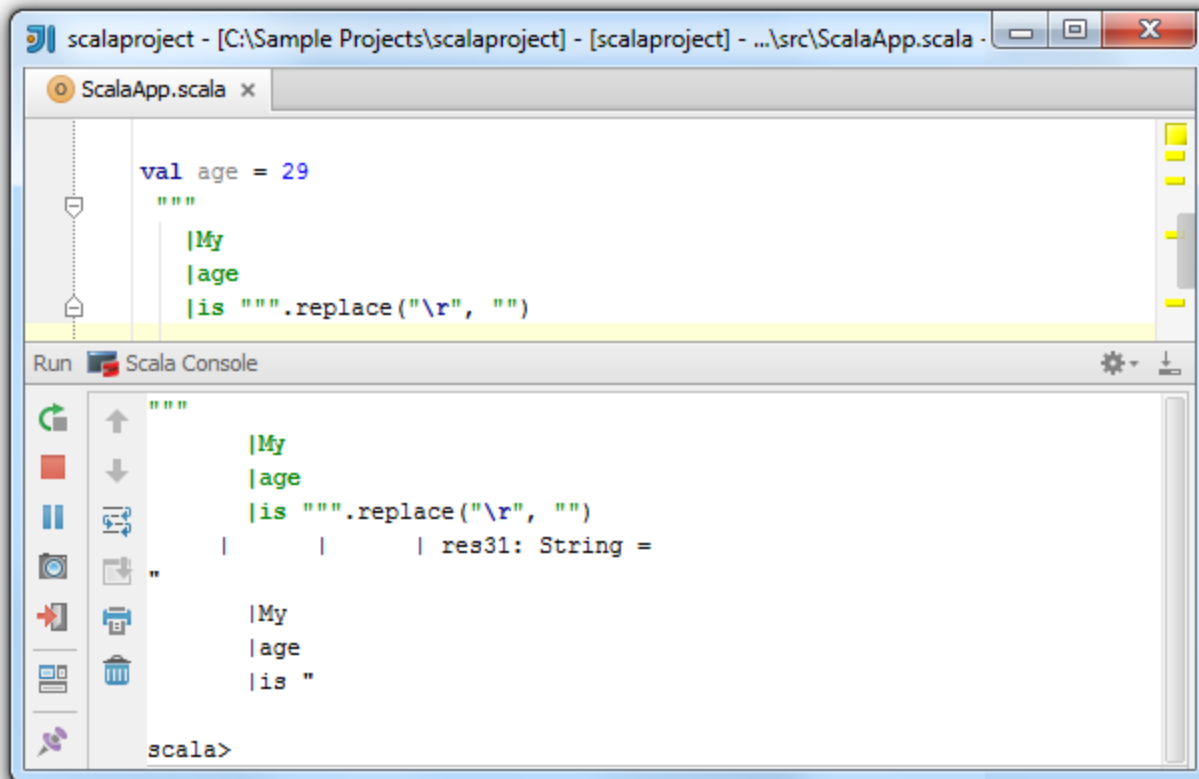 scalaproject - [C:\Sample Projects\scalaproject] - [scalaproject] - ...\src\ScalaApp.scala -
ScalaApp.scala
val age = 29
"""
|My
|age
|is """.replace("\r", "")
Run Scala Console
"""
|My
|age
|is """.replace("\r", "")
| | | res31: String =
"
|My
|age
|is "
scala>